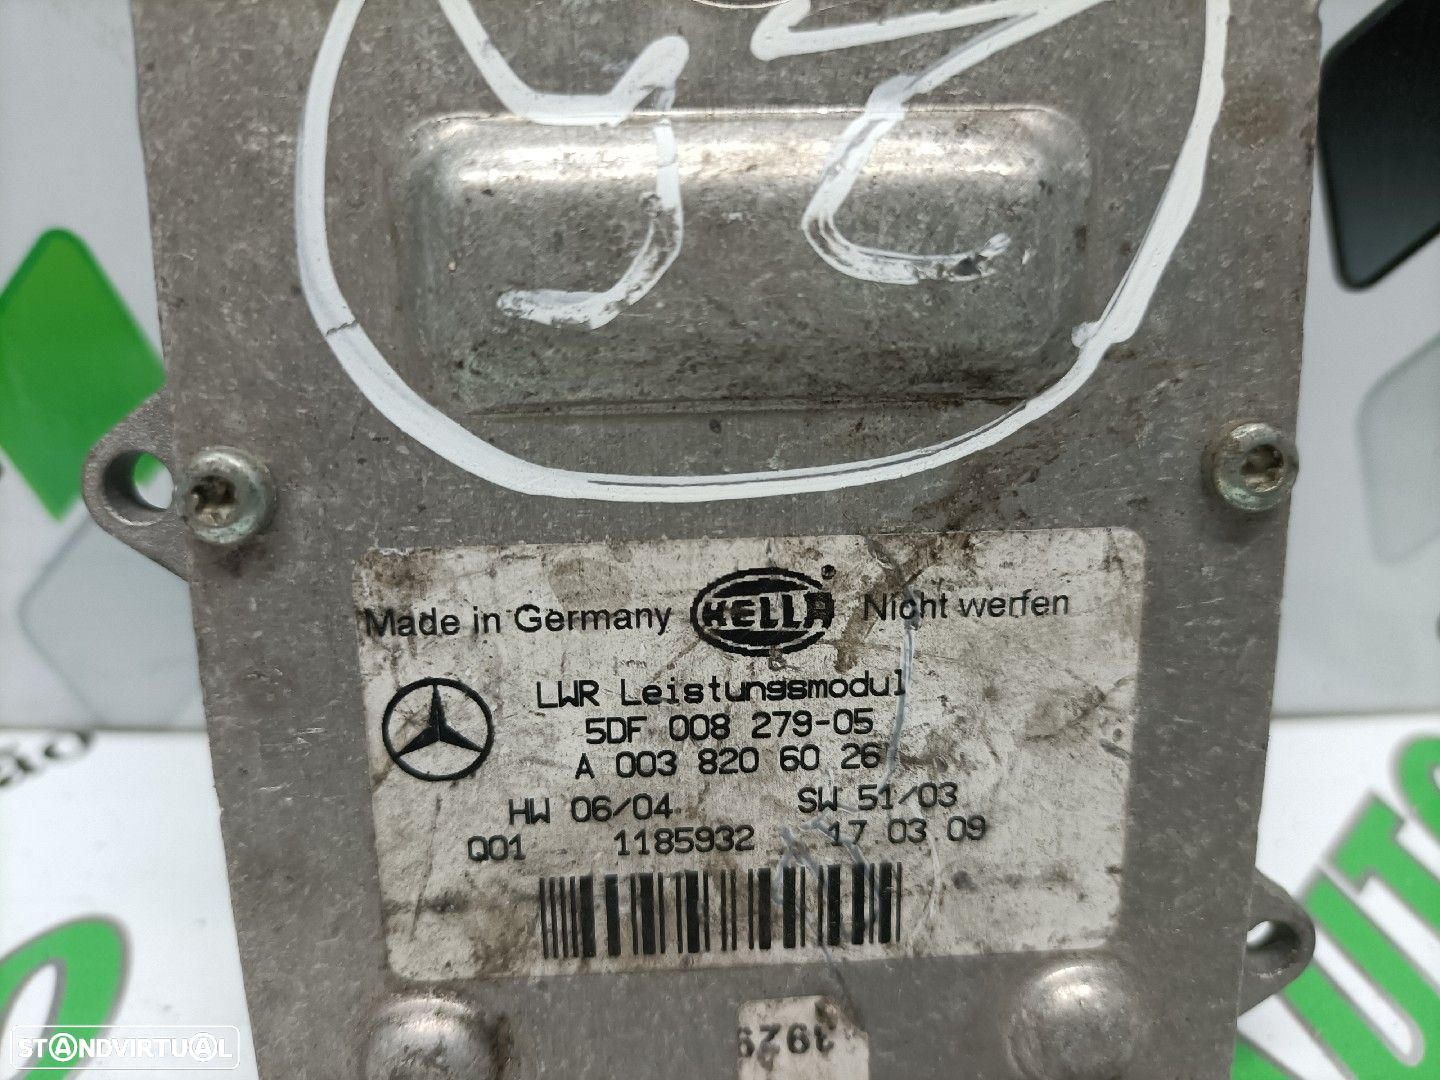 Made in Germany HELLA Nicht werfen
LWR Leistungsmodul
5DF 008 279-05
A 003 820 60 26
HW 06/04 SW 51/03
Q01 1185932 17.03.09
STANDVIRTUAL